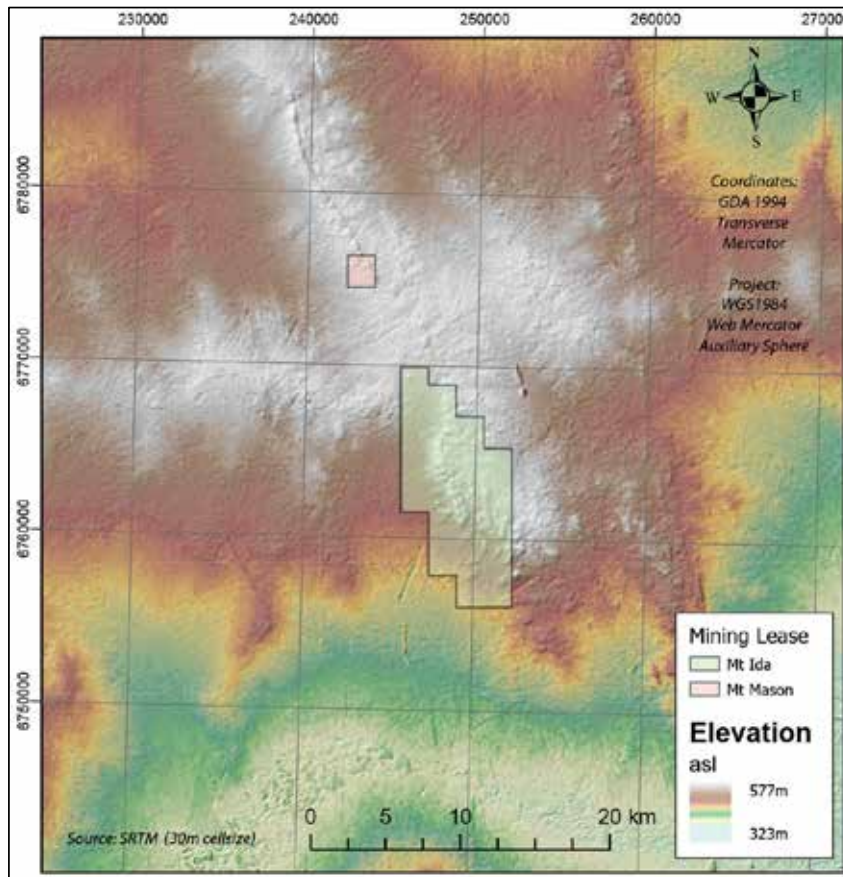 230000 240000 250000 260000 270000
N
W E
S
6780000
Coordinates:
GDA 1994
Transverse
Mercator
Project:
WGS1984
Web Mercator
Auxiliary Sphere
6770000
6760000
6750000
Mining Lease
Mt Ida
Mt Mason
Elevation
asl
577m
323m
0 5 10 20 km
Source: SRTM (30m cellsize)